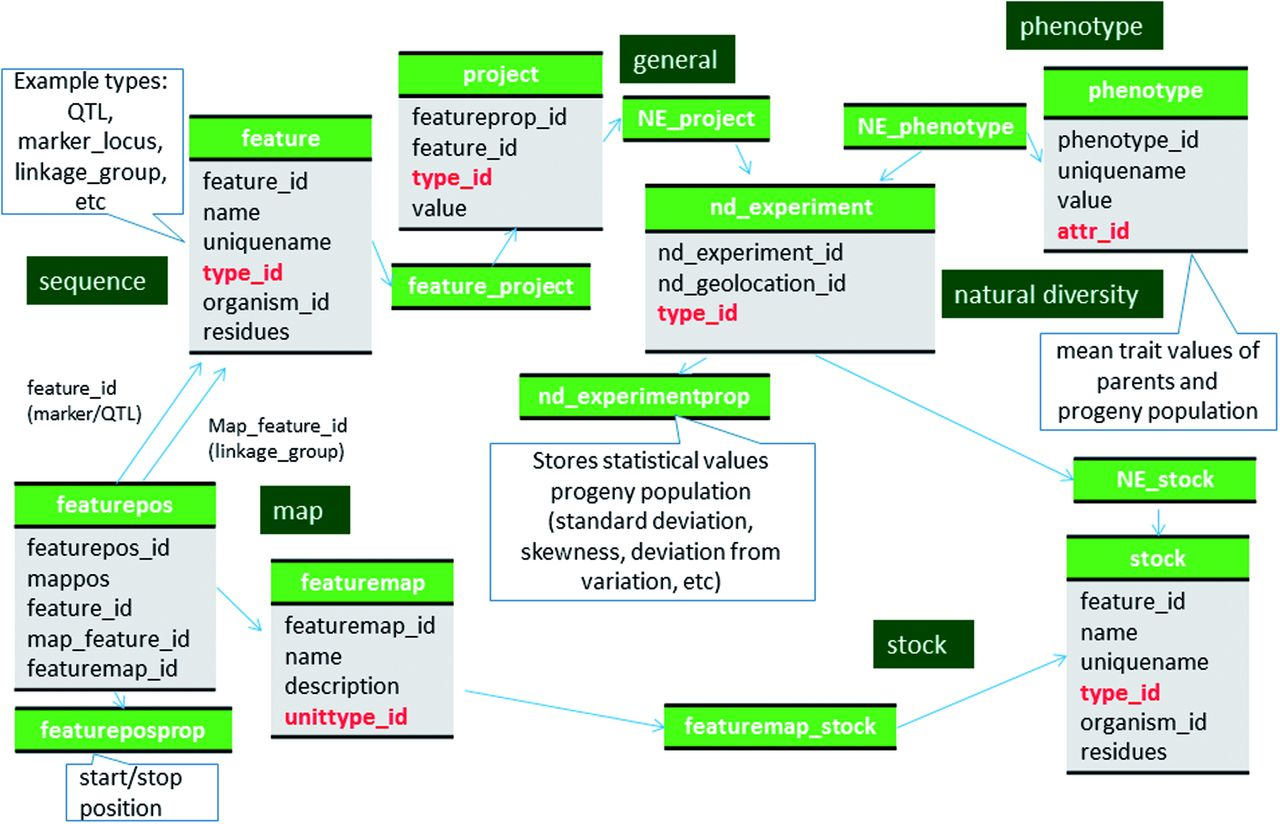 phenotype
general
Example types:
QTL,
marker_locus,
linkage_group,
etc
project
featureprop_id
feature_id
type_id
value
NE_project
NE_phenotype
phenotype
phenotype_id
uniquename
value
attr_id
feature
feature_id
name
uniquename
type_id
organism_id
residues
sequence
feature_project
nd_experiment
nd_experiment_id
nd_geolocation_id
type_id
natural diversity
mean trait values of
parents and
progeny population
nd_experimentprop
Stores statistical values
progeny population
(standard deviation,
skewness, deviation from
variation, etc)
feature_id
(marker/QTL)
Map_feature_id
(linkage_group)
featurepos
featurepos_id
mappos
feature_id
map_feature_id
featuremap_id
map
featuremap
featuremap_id
name
description
unittype_id
featureposprop
start/stop
position
featuremap_stock
stock
NE_stock
stock
feature_id
name
uniquename
type_id
organism_id
residues